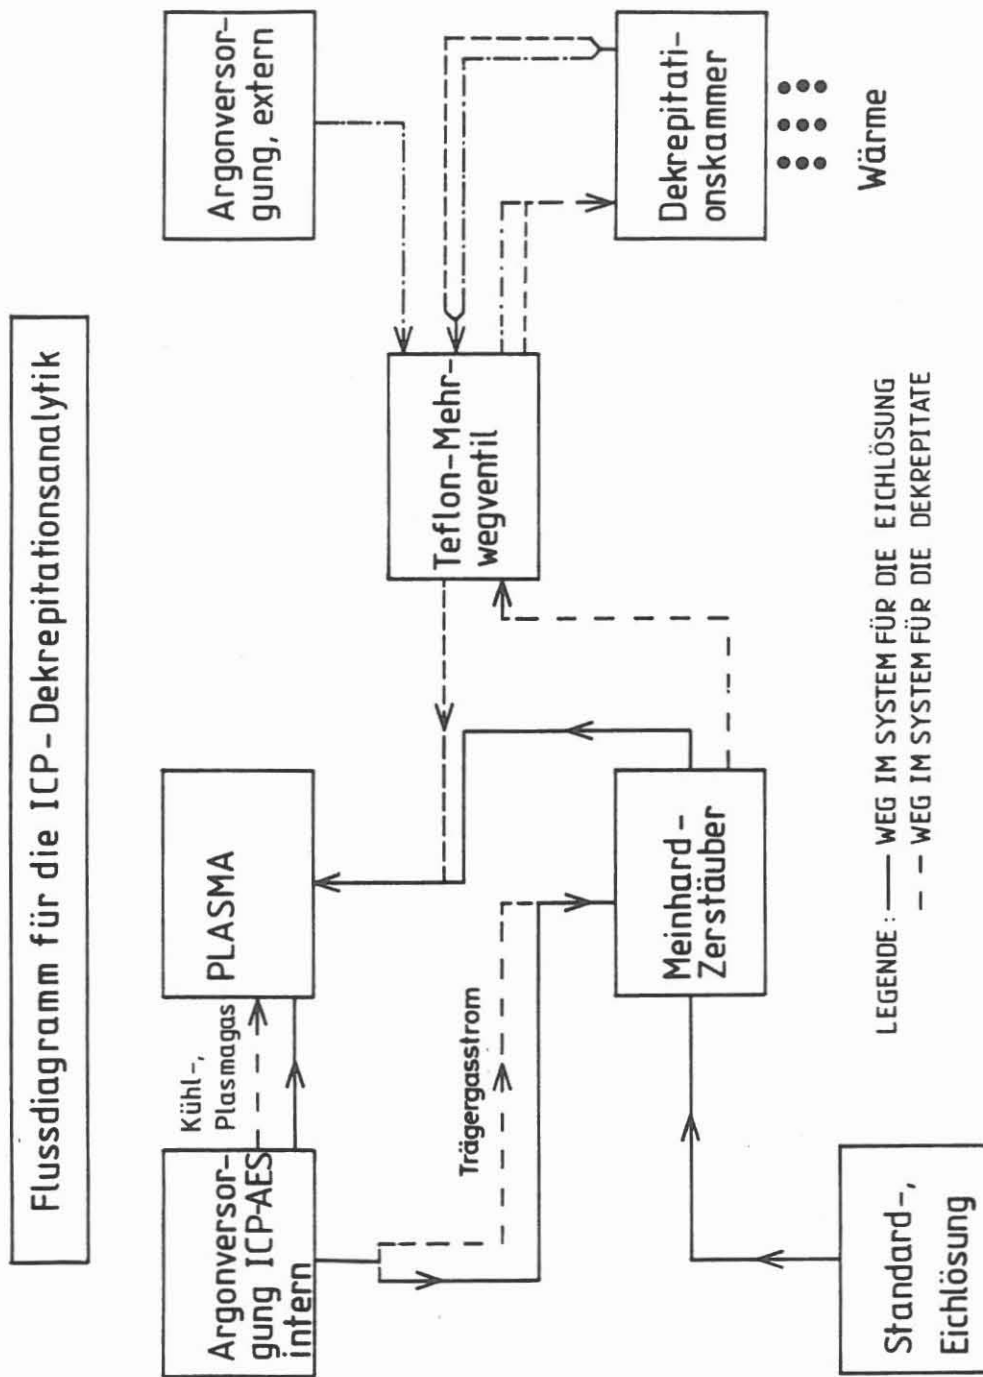 Flussdiagramm für die ICP-Dekrepitationsanalytik
Argonversor-
gung ICP-AES
intern
Kühl-,
Plasmagas
PLASMA
Argonversor-
gung, extern
Trägergasstrom
Teflon-Mehr-
wegventil
Meinhard-
Zerstäuber
Dekrepitati-
onskammer
Wärme
Standard-,
Eichlösung
LEGENDE: —— WEG IM SYSTEM FÜR DIE EICHLÖSUNG
– – WEG IM SYSTEM FÜR DIE DEKREPITATE